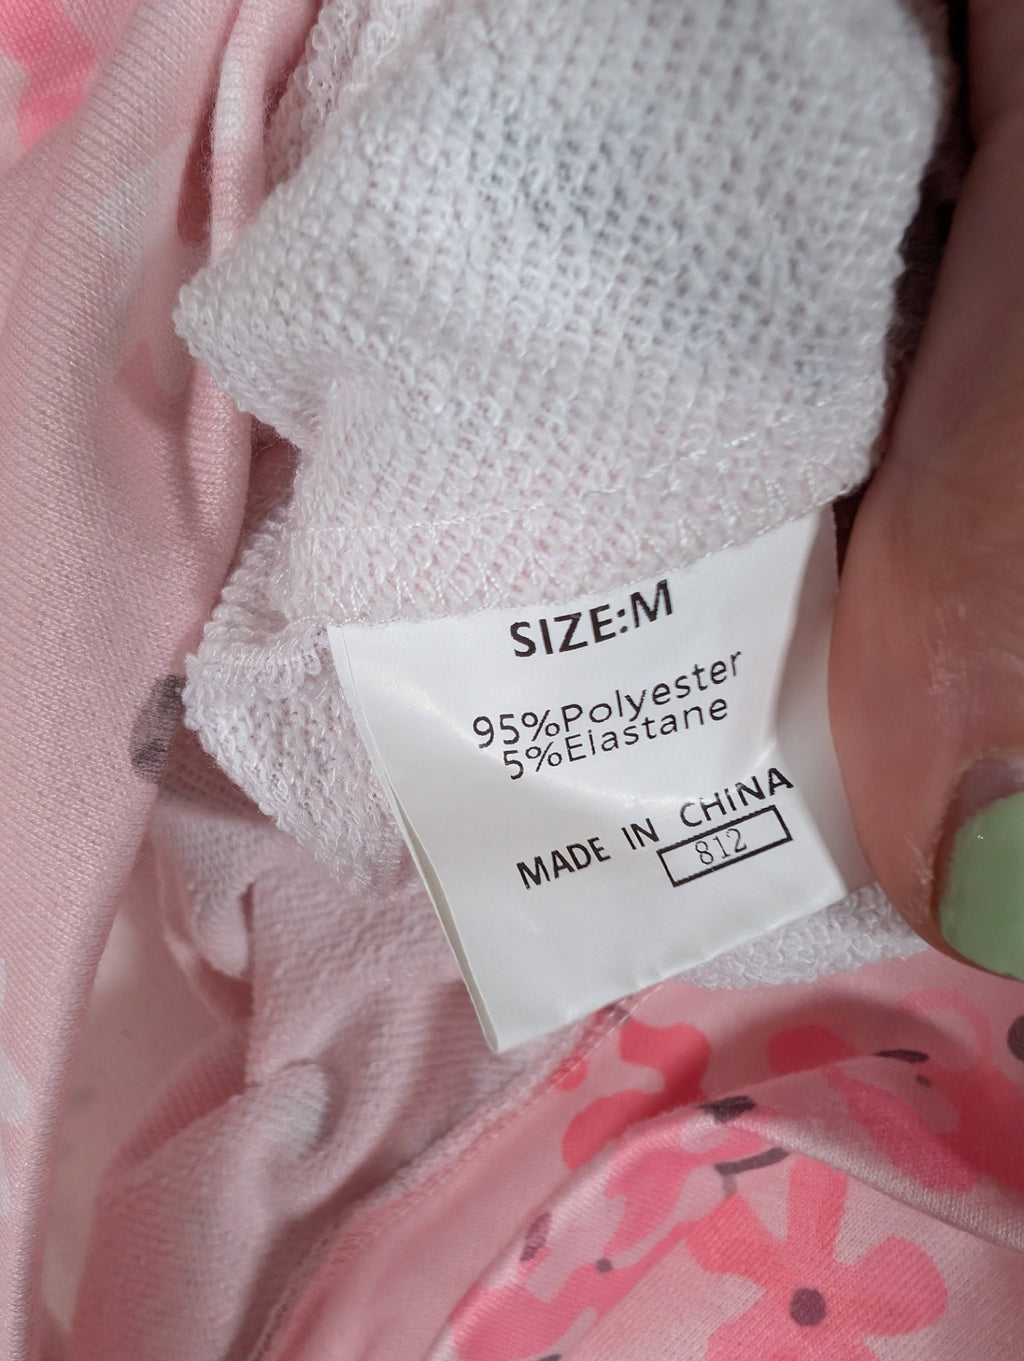 SIZE:M
95%Polyester
5%Elastane
MADE IN CHINA
812